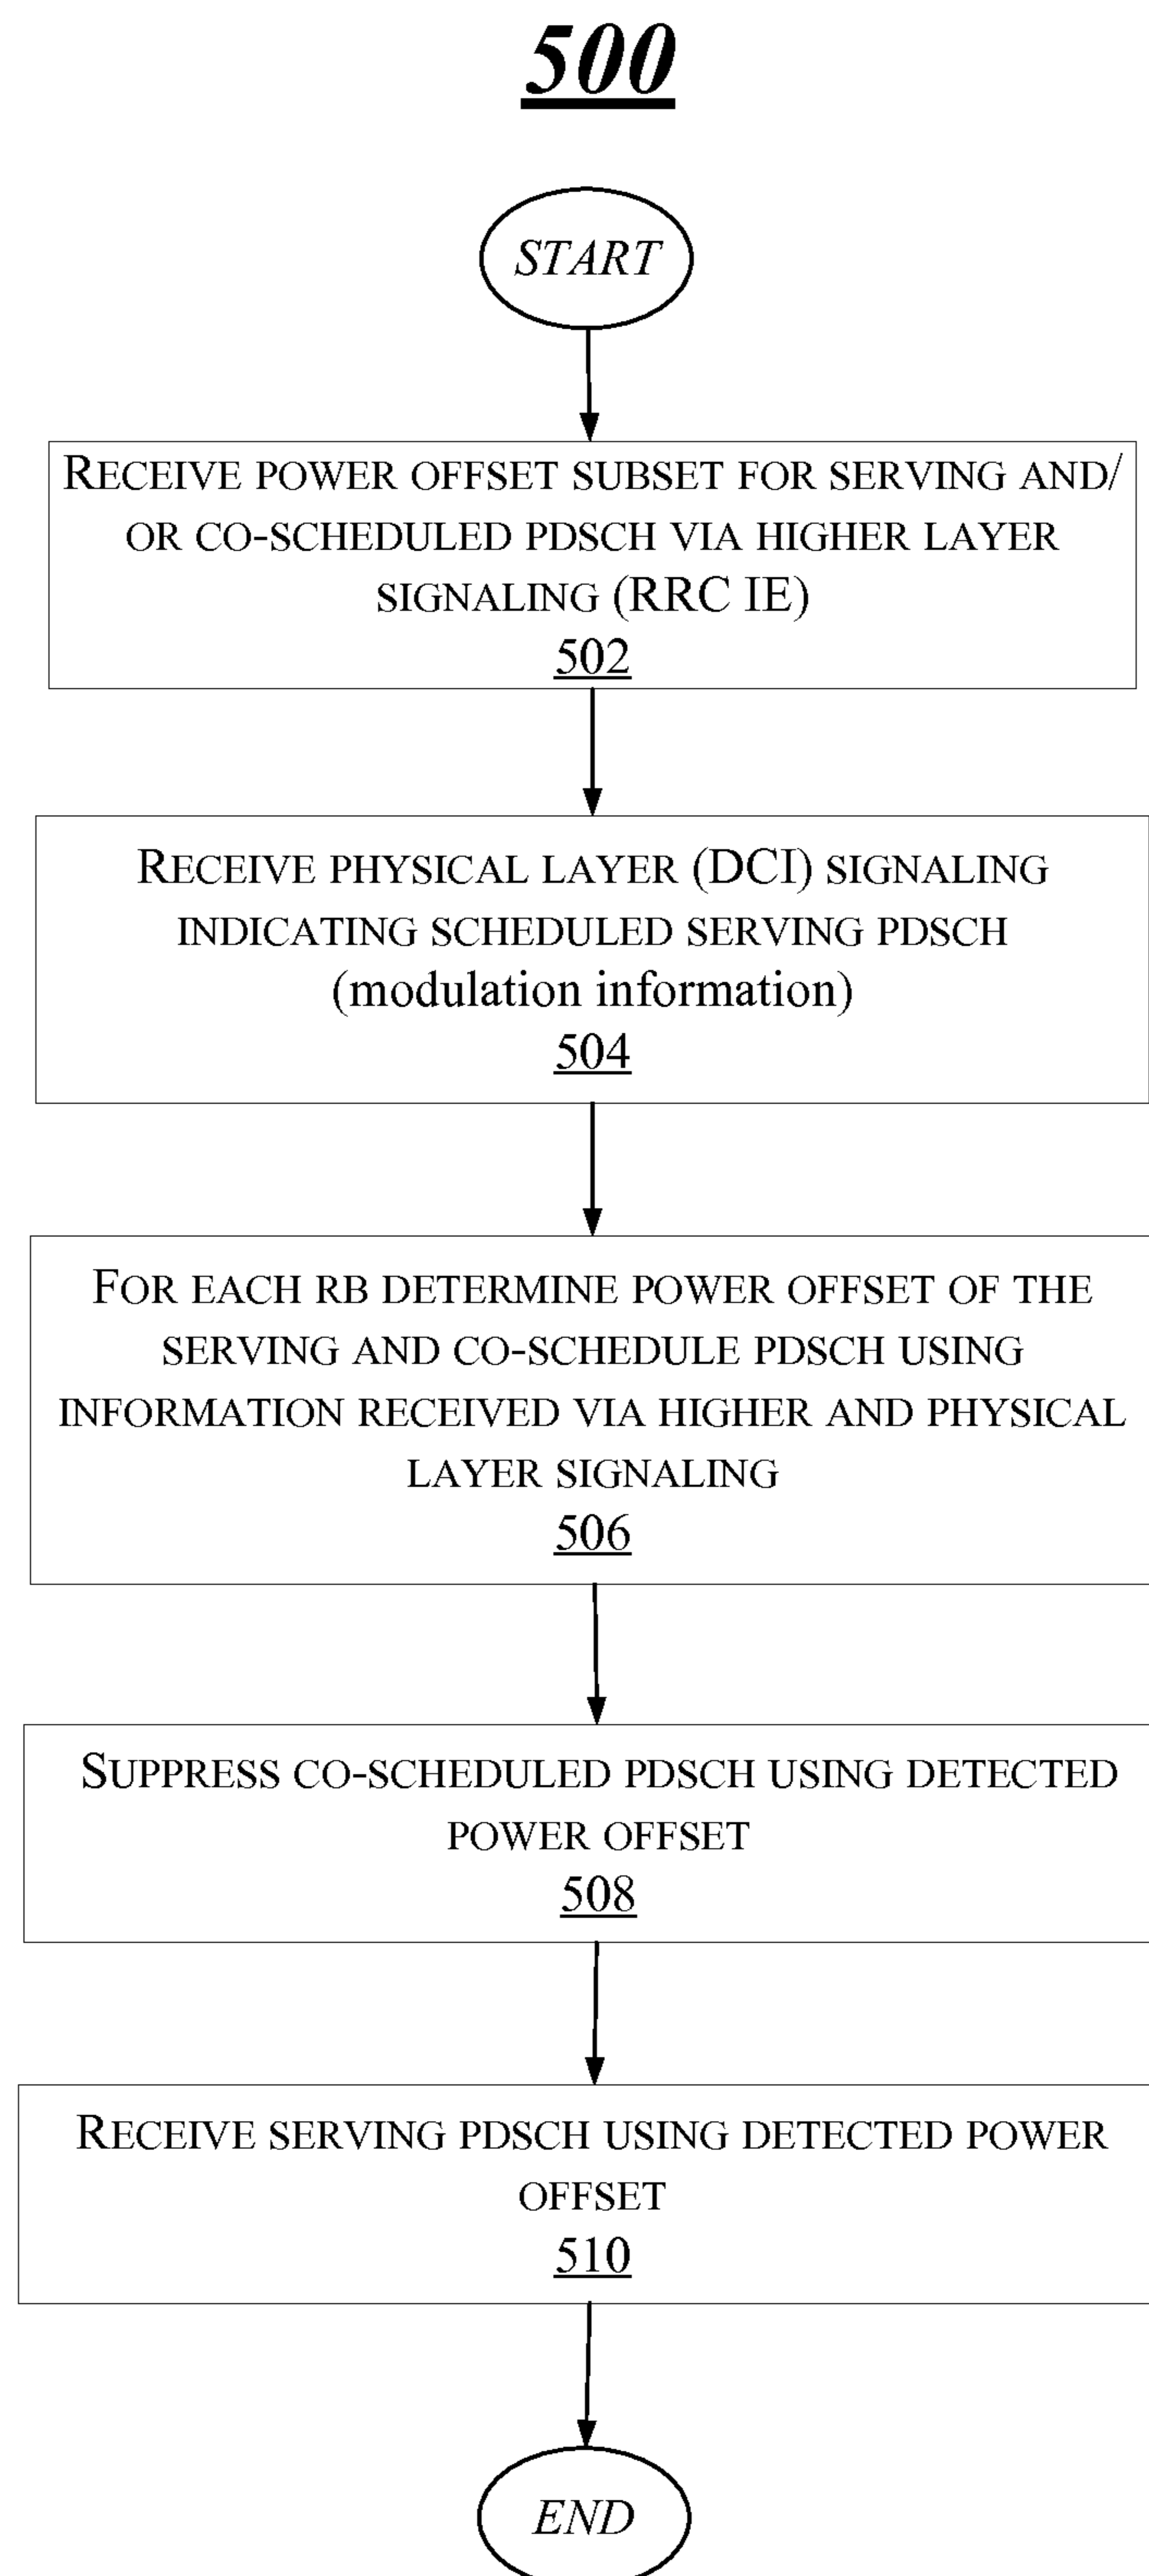 500
START
RECEIVE POWER OFFSET SUBSET FOR SERVING AND/
OR CO-SCHEDULED PDSCH VIA HIGHER LAYER
SIGNALING (RRC IE)
502
RECEIVE PHYSICAL LAYER (DCI) SIGNALING
INDICATING SCHEDULED SERVING PDSCH
(modulation information)
504
FOR EACH RB DETERMINE POWER OFFSET OF THE
SERVING AND CO-SCHEDULE PDSCH USING
INFORMATION RECEIVED VIA HIGHER AND PHYSICAL
LAYER SIGNALING
506
SUPPRESS CO-SCHEDULED PDSCH USING DETECTED
POWER OFFSET
508
RECEIVE SERVING PDSCH USING DETECTED POWER
OFFSET
510
END